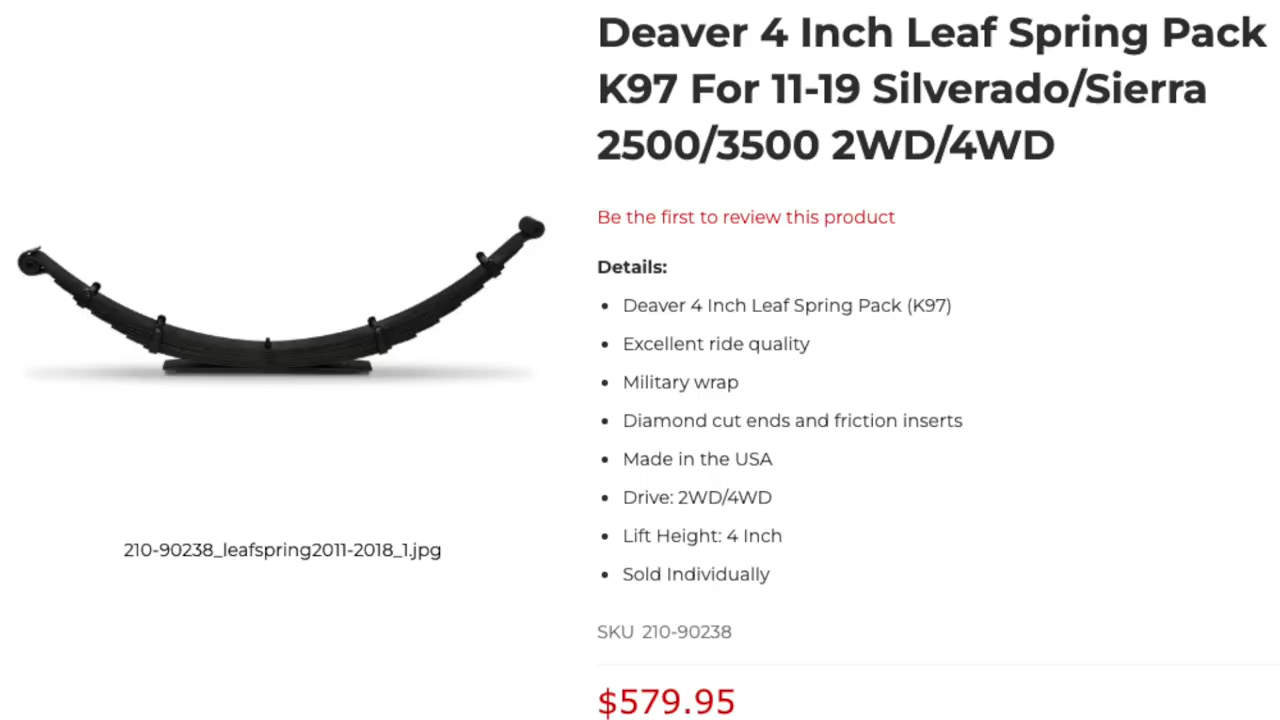 Deaver 4 Inch Leaf Spring Pack
K97 For 11-19 Silverado/Sierra
2500/3500 2WD/4WD
Be the first to review this product
Details:
Deaver 4 Inch Leaf Spring Pack (K97)
Excellent ride quality
Military wrap
Diamond cut ends and friction inserts
Made in the USA
Drive: 2WD/4WD
Lift Height: 4 Inch
Sold Individually
210-90238_leafspring2011-2018_1.jpg
SKU 210-90238
$579.95